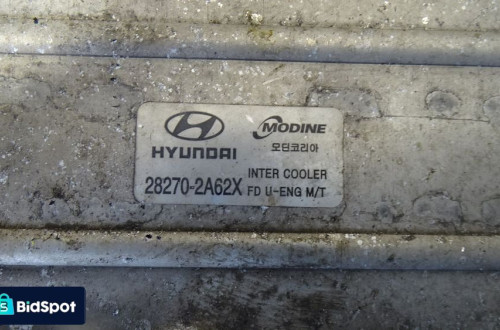 HYUNDAI
MODINE
모딘코리아
28270-2A62X
INTER COOLER
FD U-ENG M/T
BidSpot